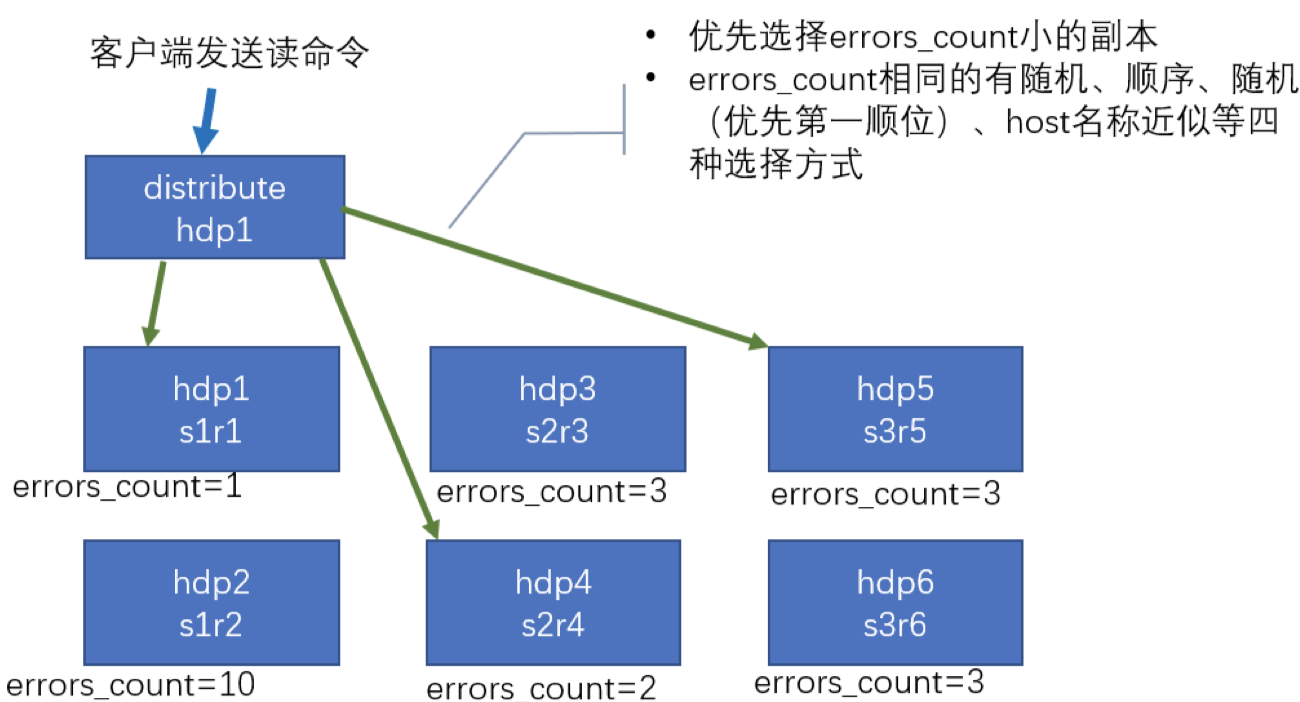 客户端发送读命令
• 优先选择errors_count小的副本
• errors_count相同的有随机、顺序、随机
（优先第一顺位）、host名称近似等四
种选择方式
distribute
hdp1
hdp1
s1r1
errors_count=1
hdp3
s2r3
errors_count=3
hdp5
s3r5
errors_count=3
hdp2
s1r2
errors_count=10
hdp4
s2r4
errors_count=2
hdp6
s3r6
errors_count=3